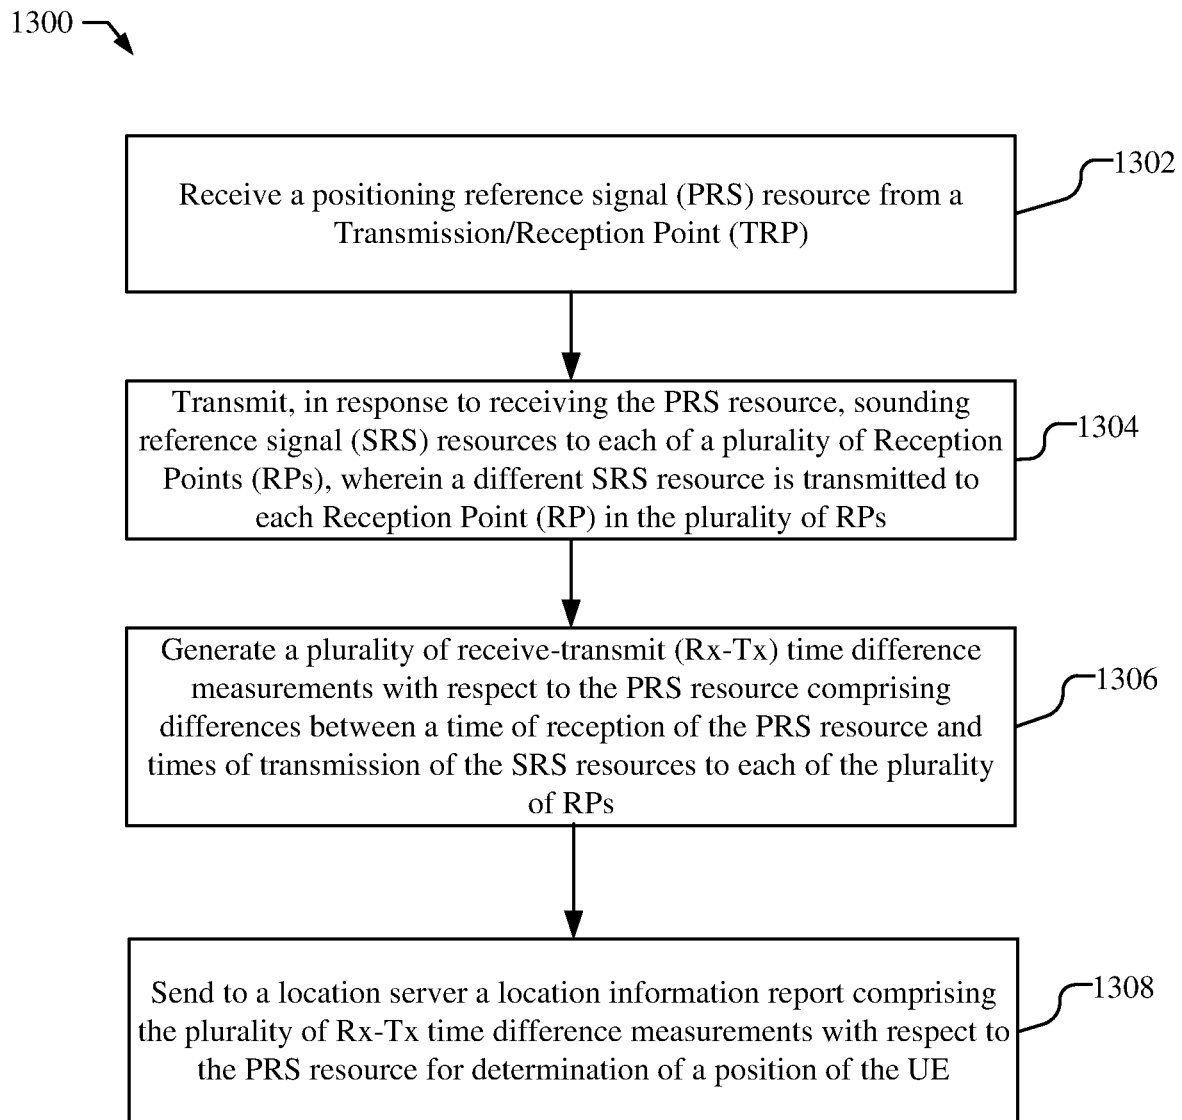 1300
Receive a positioning reference signal (PRS) resource from a
Transmission/Reception Point (TRP)
1302
Transmit, in response to receiving the PRS resource, sounding
reference signal (SRS) resources to each of a plurality of Reception
Points (RPs), wherein a different SRS resource is transmitted to
each Reception Point (RP) in the plurality of RPs
1304
Generate a plurality of receive-transmit (Rx-Tx) time difference
measurements with respect to the PRS resource comprising
differences between a time of reception of the PRS resource and
times of transmission of the SRS resources to each of the plurality
of RPs
1306
Send to a location server a location information report comprising
the plurality of Rx-Tx time difference measurements with respect to
the PRS resource for determination of a position of the UE
1308